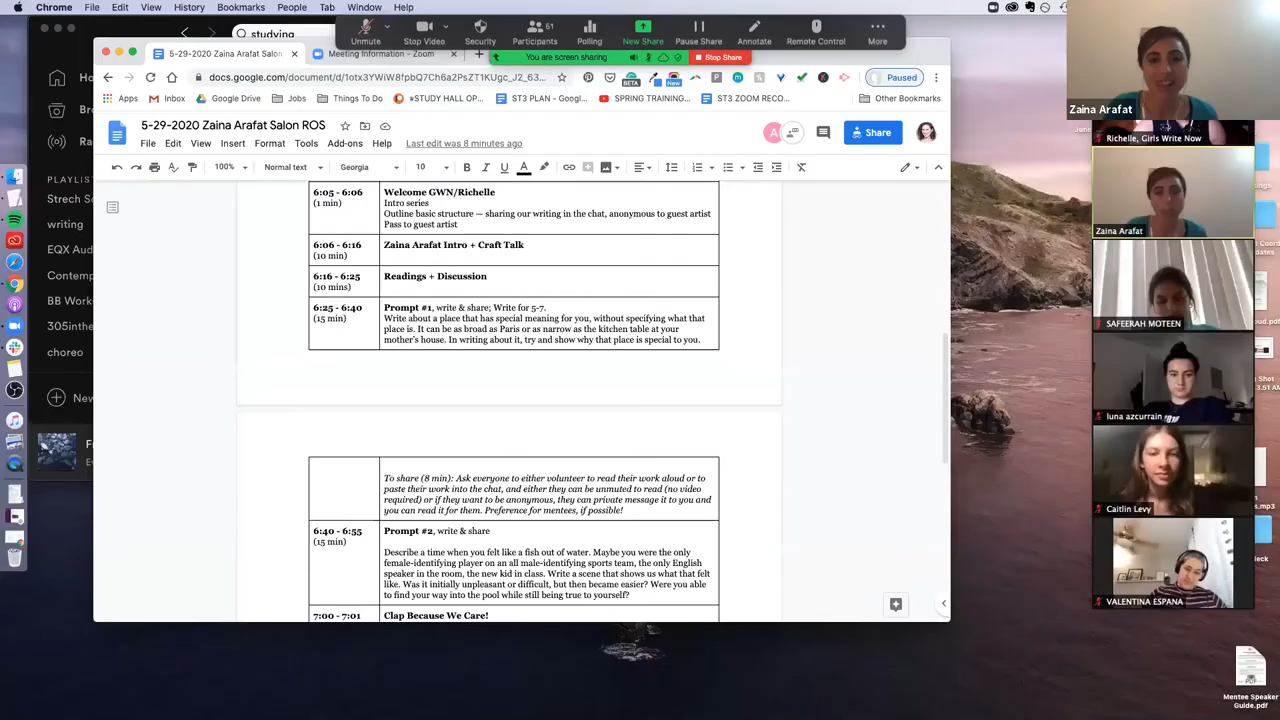 Chrome File Edit View History Bookmarks People Tab Window Help
studying
Unmute Stop Video Security Participants 61 Polling New Share Pause Share Annotate Remote Control More
You are screen sharing Stop Share
5-29-2020 Zaina Arafat Salon
Meeting Information - Zoom
docs.google.com/document/d/1otx3YWiW8fpbQ7Ch6a2PsZT1KUgc_J2_63...
BETA
New
Paused
Apps Inbox Google Drive Jobs Things To Do #STUDY HALL OP... ST3 PLAN - Googl... SPRING TRAINING... ST3 ZOOM RECO... Other Bookmarks
5-29-2020 Zaina Arafat Salon ROS
Share
File Edit View Insert Format Tools Add-ons Help Last edit was 8 minutes ago
100% Normal text Georgia 10
Ho
Bro
Ra
PLAYLIST
Strech S
writing
EQX Aud
Contemp
BB Works
305inthe
choreo
New
6:05 - 6:06
(1 min)
Welcome GWN/Richelle
Intro series
Outline basic structure — sharing our writing in the chat, anonymous to guest artist
Pass to guest artist
6:06 - 6:16
(10 min)
Zaina Arafat Intro + Craft Talk
6:16 - 6:25
(10 mins)
Readings + Discussion
6:25 - 6:40
(15 min)
Prompt #1, write & share; Write for 5-7.
Write about a place that has special meaning for you, without specifying what that
place is. It can be as broad as Paris or as narrow as the kitchen table at your
mother's house. In writing about it, try and show why that place is special to you.
To share (8 min): Ask everyone to either volunteer to read their work aloud or to
paste their work into the chat, and either they can be unmuted to read (no video
required) or if they want to be anonymous, they can private message it to you and
you can read it for them. Preference for mentees, if possible!
6:40 - 6:55
(15 min)
Prompt #2, write & share
Describe a time when you felt like a fish out of water. Maybe you were the only
female-identifying player on an all male-identifying sports team, the only English
speaker in the room, the new kid in class. Write a scene that shows us what that felt
like. Was it initially unpleasant or difficult, but then became easier? Were you able
to find your way into the pool while still being true to yourself?
7:00 - 7:01
Clap Because We Care!
Zaina Arafat
Richelle, Girls Write Now
Zaina Arafat
SAFEERAH MOTEEN
luna azcurrain
Caitlin Levy
VALENTINA ESPANA
Mentee Speaker
Guide.pdf